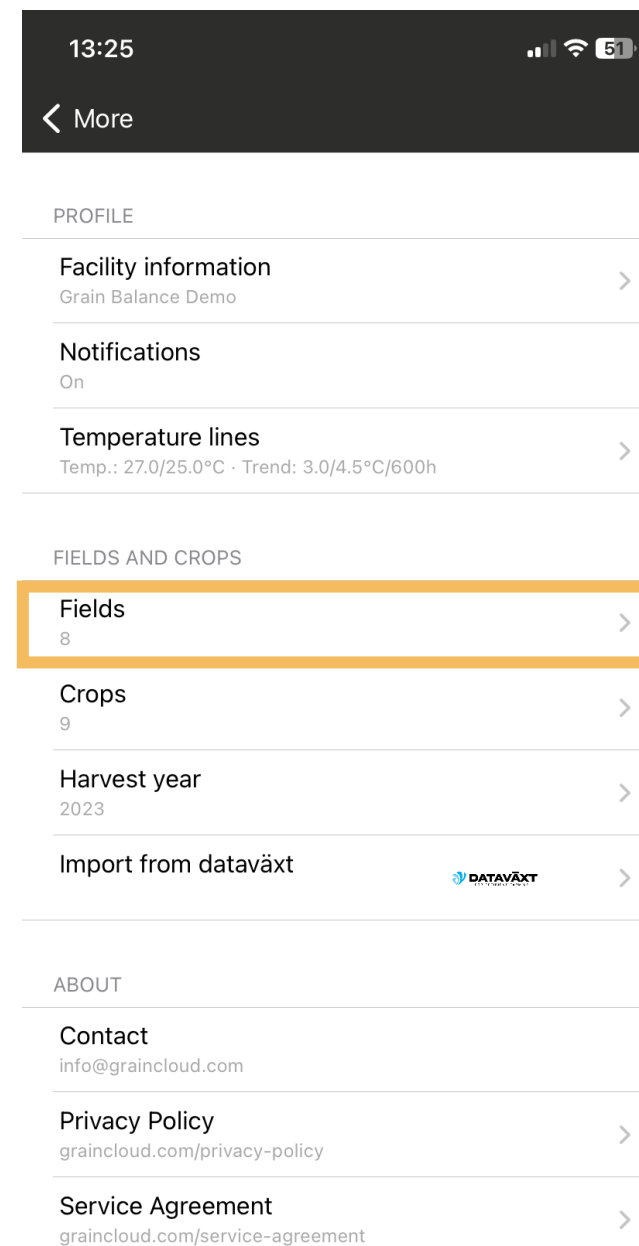 13:25
51
More
PROFILE
Facility information
Grain Balance Demo
Notifications
On
Temperature lines
Temp.: 27.0/25.0°C · Trend: 3.0/4.5°C/600h
FIELDS AND CROPS
Fields
8
Crops
9
Harvest year
2023
Import from dataväxt
DATAVÄXT
ABOUT
Contact
info@graincloud.com
Privacy Policy
graincloud.com/privacy-policy
Service Agreement
graincloud.com/service-agreement